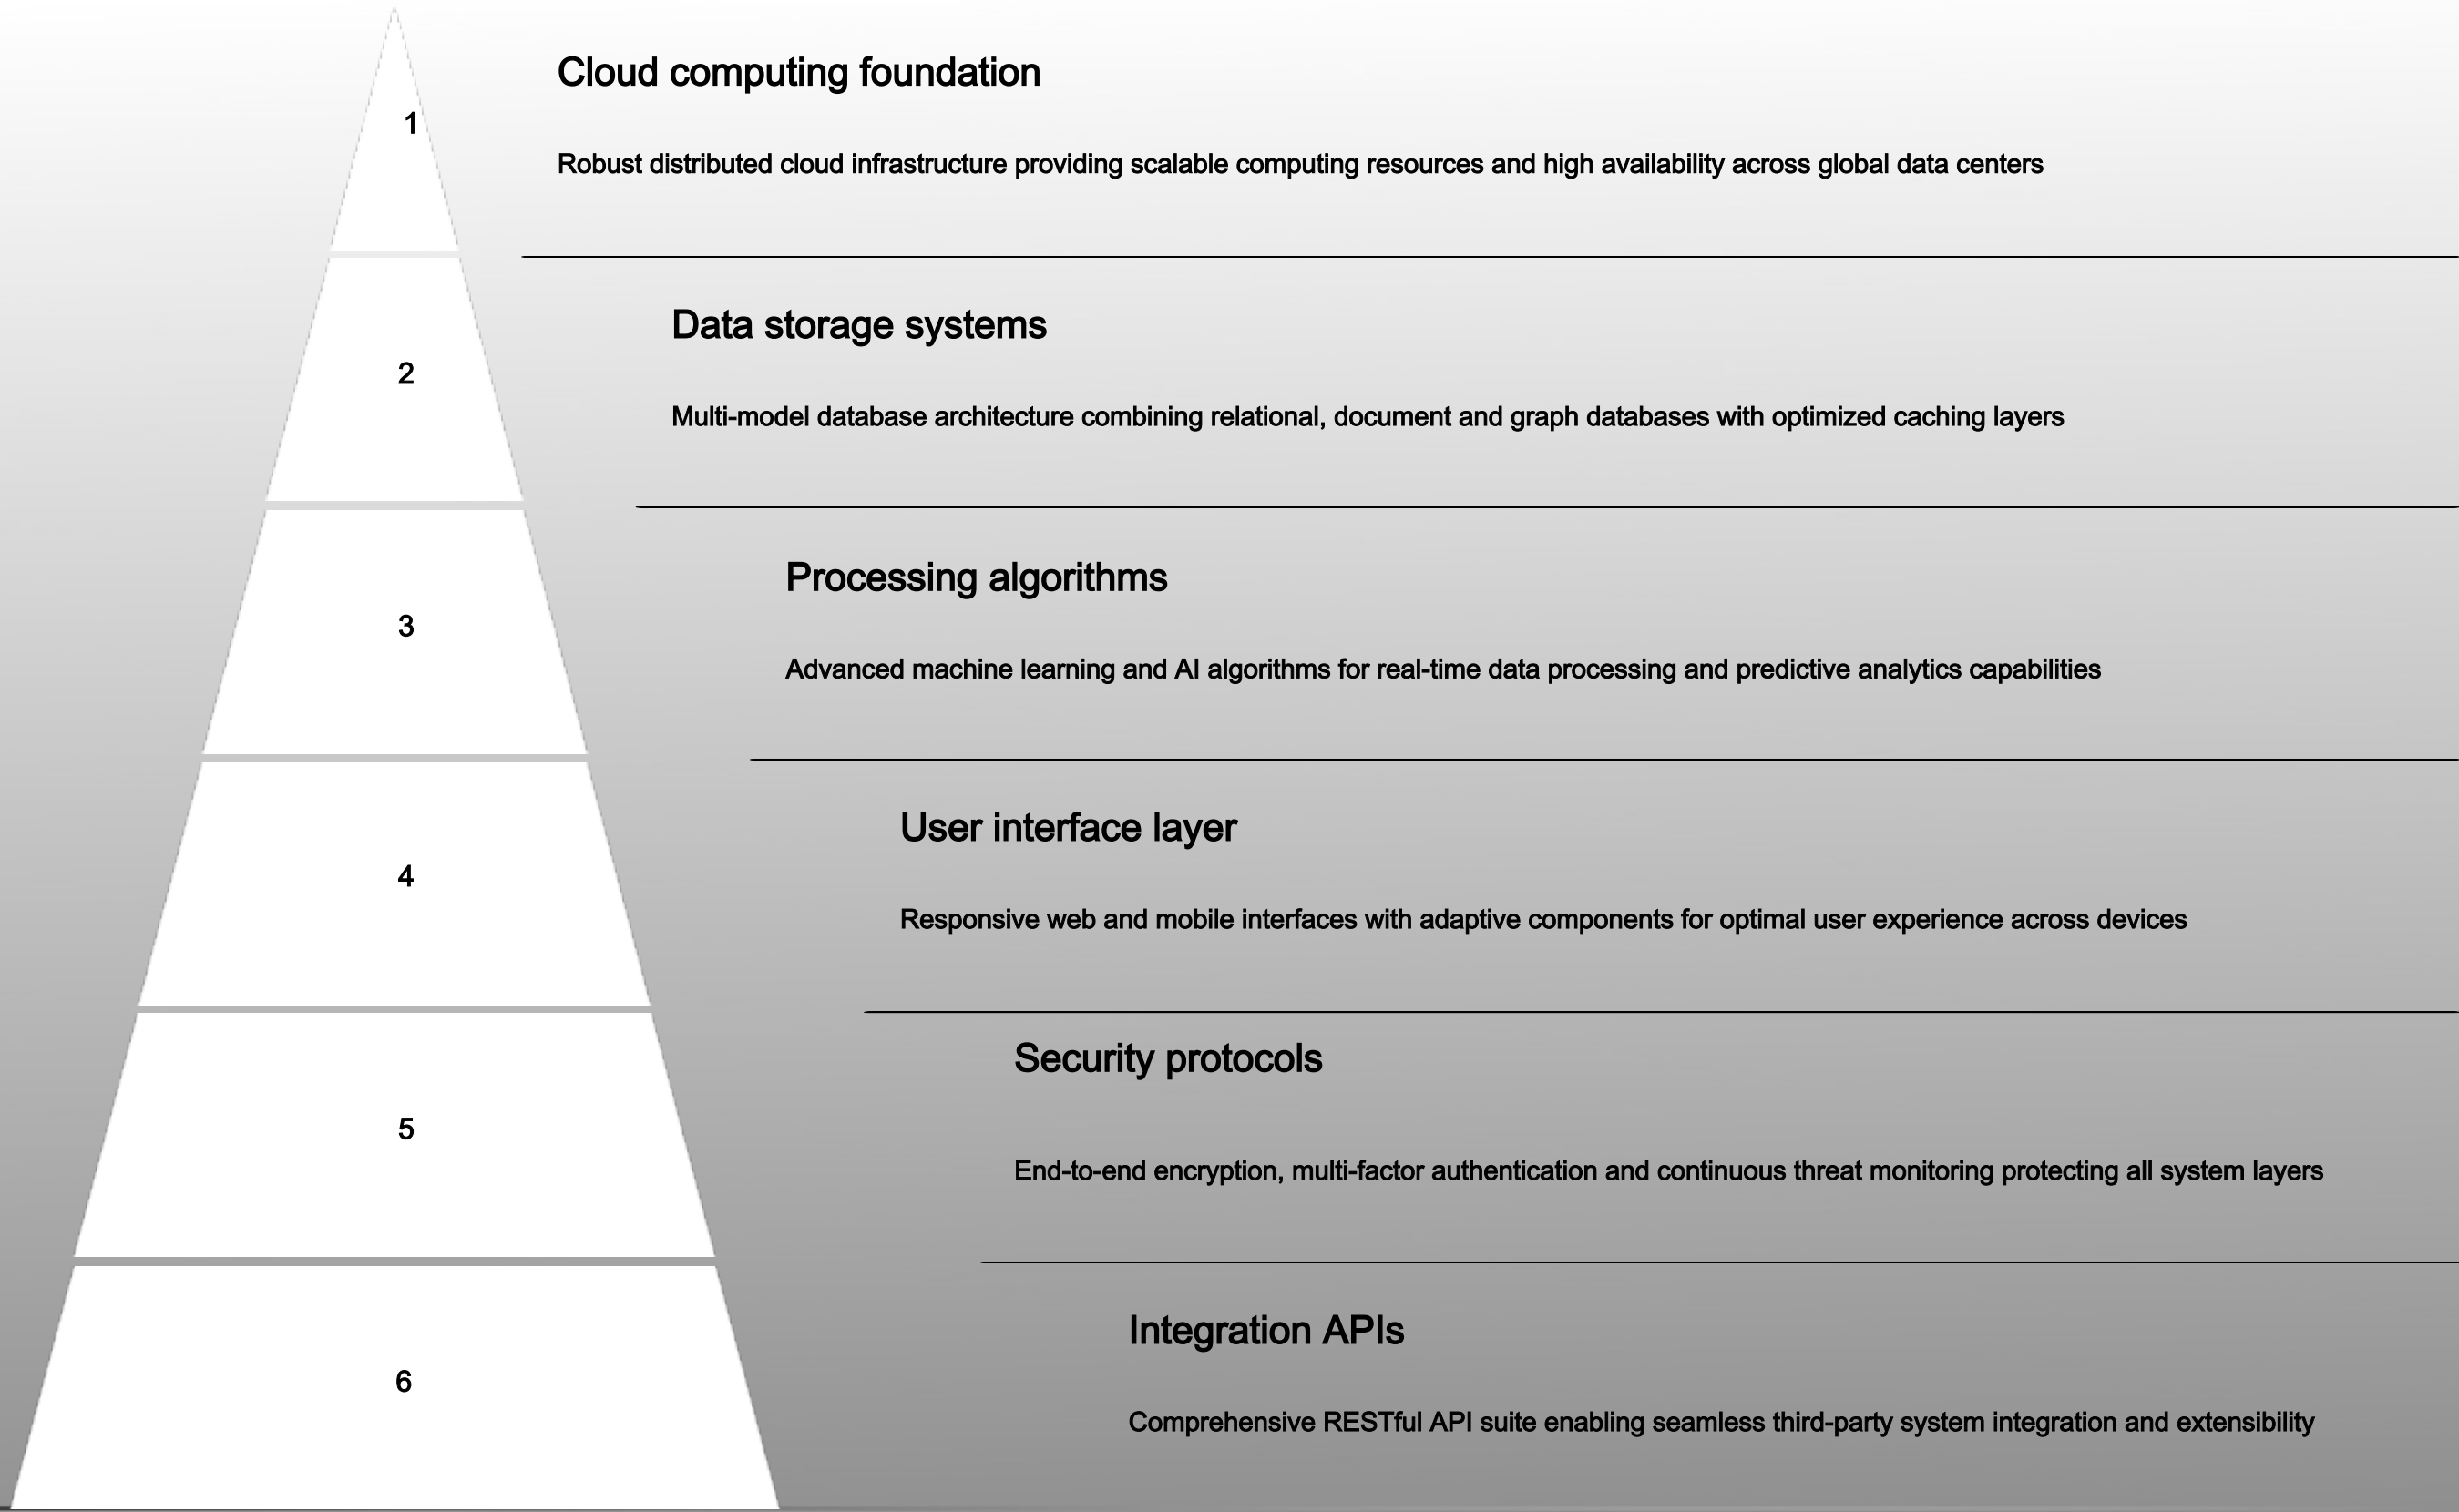 Cloud computing foundation
1
Robust distributed cloud infrastructure providing scalable computing resources and high availability across global data centers
Data storage systems
2
Multi-model database architecture combining relational, document and graph databases with optimized caching layers
Processing algorithms
3
Advanced machine learning and AI algorithms for real-time data processing and predictive analytics capabilities
User interface layer
4
Responsive web and mobile interfaces with adaptive components for optimal user experience across devices
Security protocols
5
End-to-end encryption, multi-factor authentication and continuous threat monitoring protecting all system layers
Integration APIs
6
Comprehensive RESTful API suite enabling seamless third-party system integration and extensibility